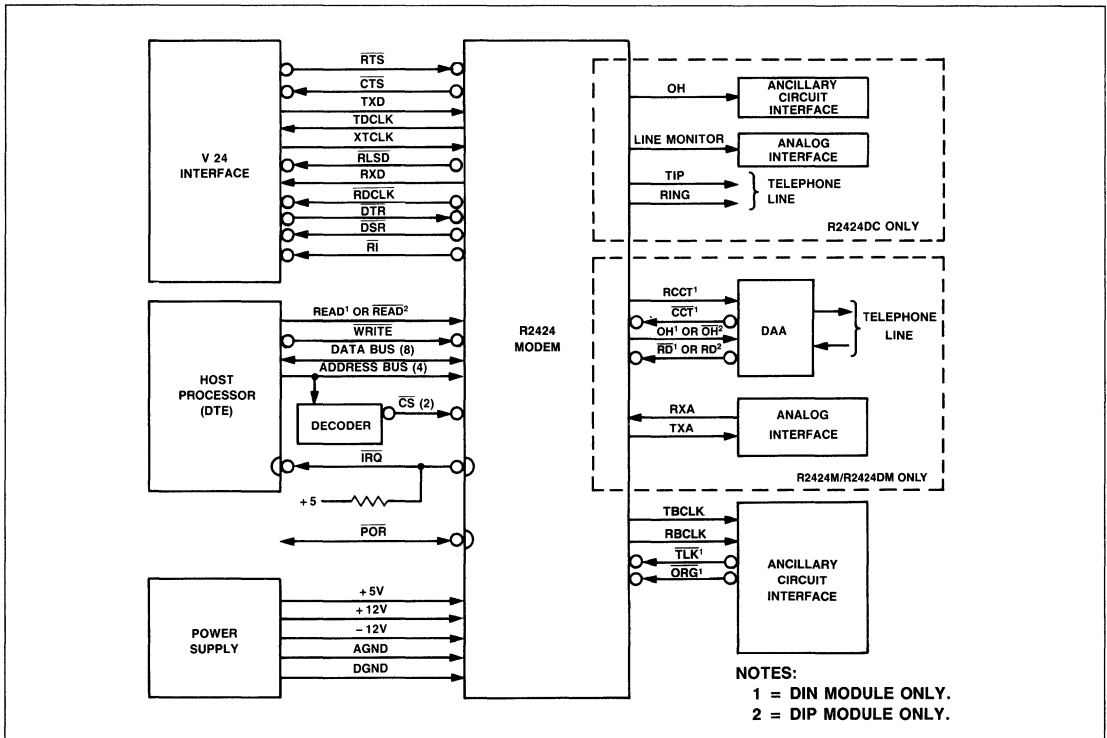 V 24
INTERFACE
RTS
CTS
TXD
TDCLK
XTCLK
RLSD
RXD
RDCLK
DTR
DSR
RI
HOST
PROCESSOR
(DTE)
READ¹ OR READ²
WRITE
DATA BUS (8)
ADDRESS BUS (4)
DECODER
CS (2)
IRQ
+5
POR
POWER
SUPPLY
+5V
+12V
-12V
AGND
DGND
R2424
MODEM
OH
ANCILLARY
CIRCUIT
INTERFACE
LINE MONITOR
ANALOG
INTERFACE
TIP
RING
TELEPHONE
LINE
R2424DC ONLY
RCCT¹
CCT¹
OH¹ OR OH²
RD¹ OR RD²
DAA
TELEPHONE
LINE
RXA
TXA
ANALOG
INTERFACE
R2424M/R2424DM ONLY
TBCLK
RBCLK
TLK¹
ORG¹
ANCILLARY
CIRCUIT
INTERFACE
NOTES:
1 = DIN MODULE ONLY.
2 = DIP MODULE ONLY.